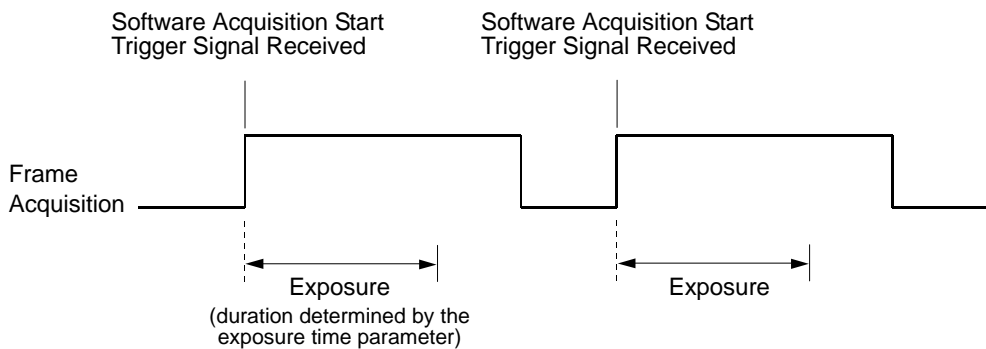 Software Acquisition Start
Trigger Signal Received
Software Acquisition Start
Trigger Signal Received
Frame
Acquisition
Exposure
(duration determined by the
exposure time parameter)
Exposure